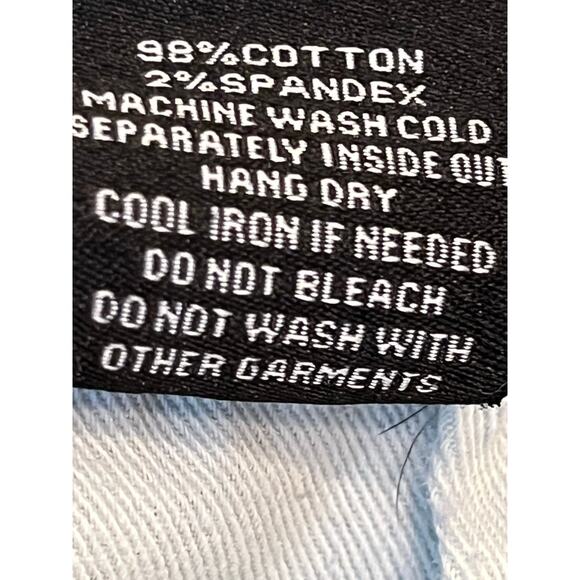 98%COTTON
2%SPANDEX
MACHINE WASH COLD
SEPARATELY INSIDE OUT
HANG DRY
COOL IRON IF NEEDED
DO NOT BLEACH
DO NOT WASH WITH
OTHER GARMENTS